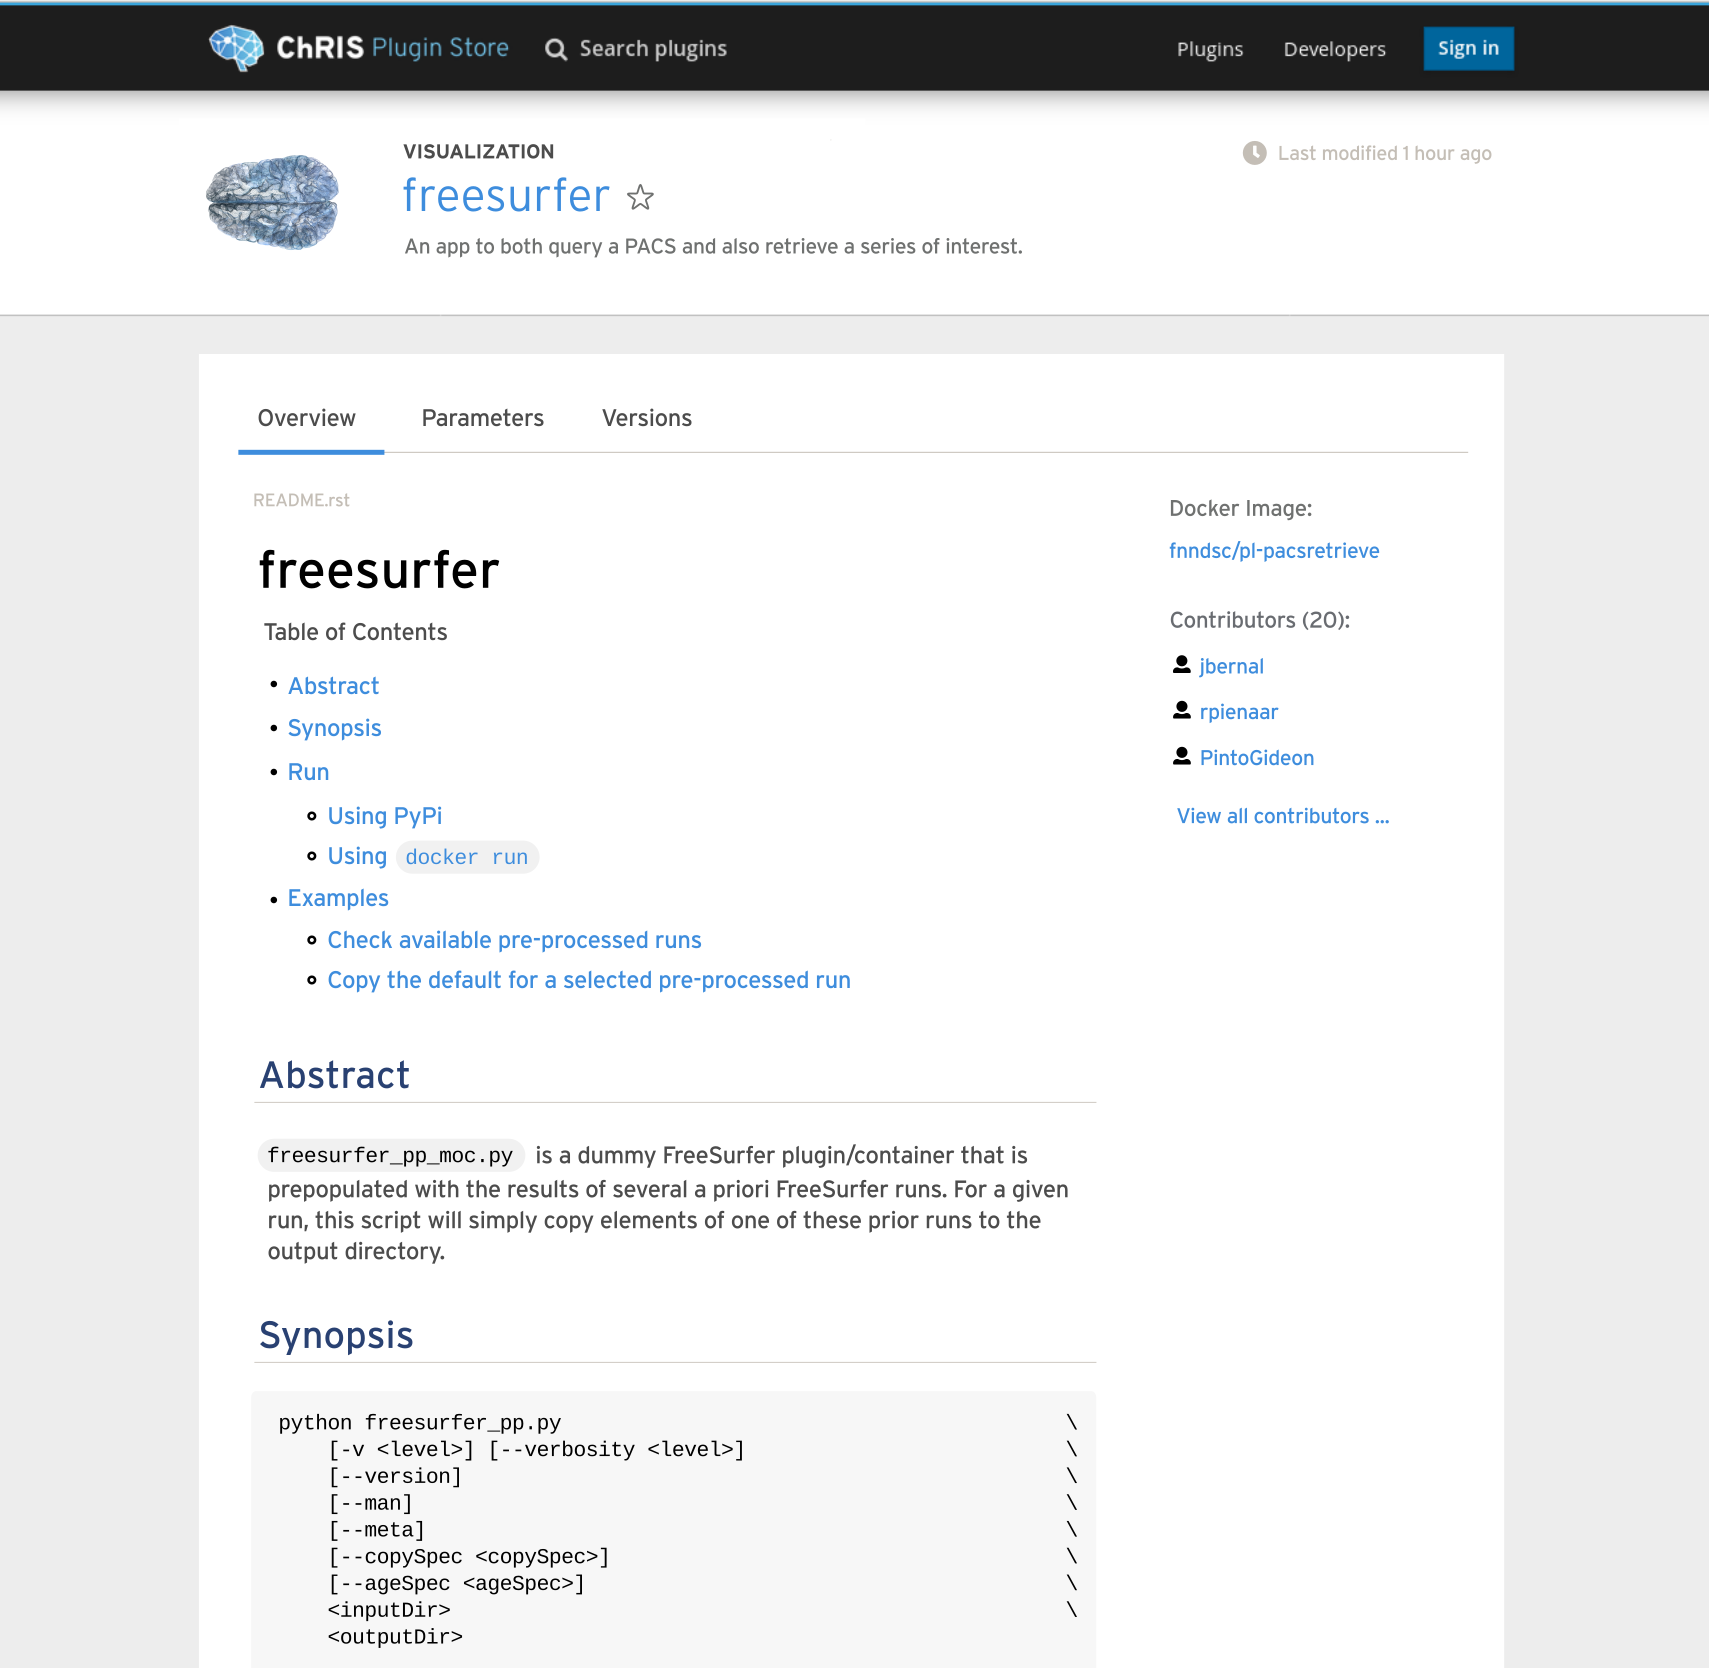 ChRIS Plugin Store Search plugins Plugins Developers Sign in
VISUALIZATION
Last modified 1 hour ago
freesurfer
An app to both query a PACS and also retrieve a series of interest.
Overview Parameters Versions
README.rst
freesurfer
Table of Contents
• Abstract
• Synopsis
• Run
Using PyPi
Using docker run
• Examples
Check available pre-processed runs
Copy the default for a selected pre-processed run
Docker Image:
fnndsc/pl-pacsretrieve
Contributors (20):
jbernal
rpienaar
PintoGideon
View all contributors ...
Abstract
freesurfer_pp_moc.py is a dummy FreeSurfer plugin/container that is
prepopulated with the results of several a priori FreeSurfer runs. For a given
run, this script will simply copy elements of one of these prior runs to the
output directory.
Synopsis
python freesurfer_pp.py \
[-v <level>] [--verbosity <level>] \
[--version] \
[--man] \
[--meta] \
[--copySpec <copySpec>] \
[--ageSpec <ageSpec>] \
<inputDir> \
<outputDir>